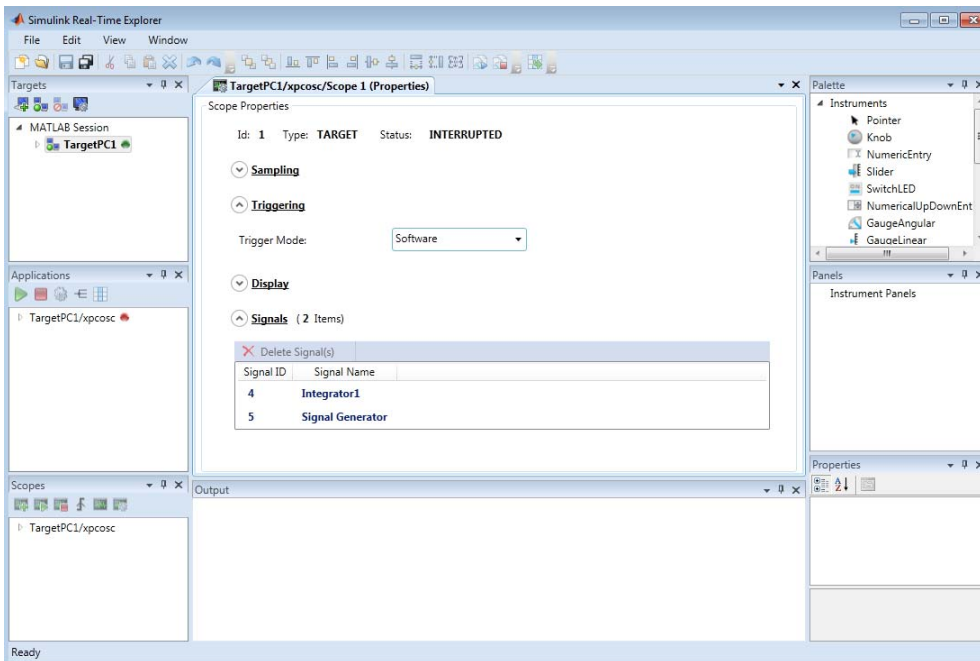 Simulink Real-Time Explorer
File Edit View Window
Targets
MATLAB Session
TargetPC1
Applications
TargetPC1/xpcosc
Scopes
TargetPC1/xpcosc
TargetPC1/xpcosc/Scope 1 (Properties)
Scope Properties
Id: 1 Type: TARGET Status: INTERRUPTED
Sampling
Triggering
Trigger Mode: Software
Display
Signals ( 2 Items)
Delete Signal(s)
Signal ID Signal Name
4 Integrator1
5 Signal Generator
Output
Palette
Instruments
Pointer
Knob
NumericEntry
Slider
SwitchLED
NumericalUpDownEnt
GaugeAngular
GaugeLinear
Panels
Instrument Panels
Properties
Ready